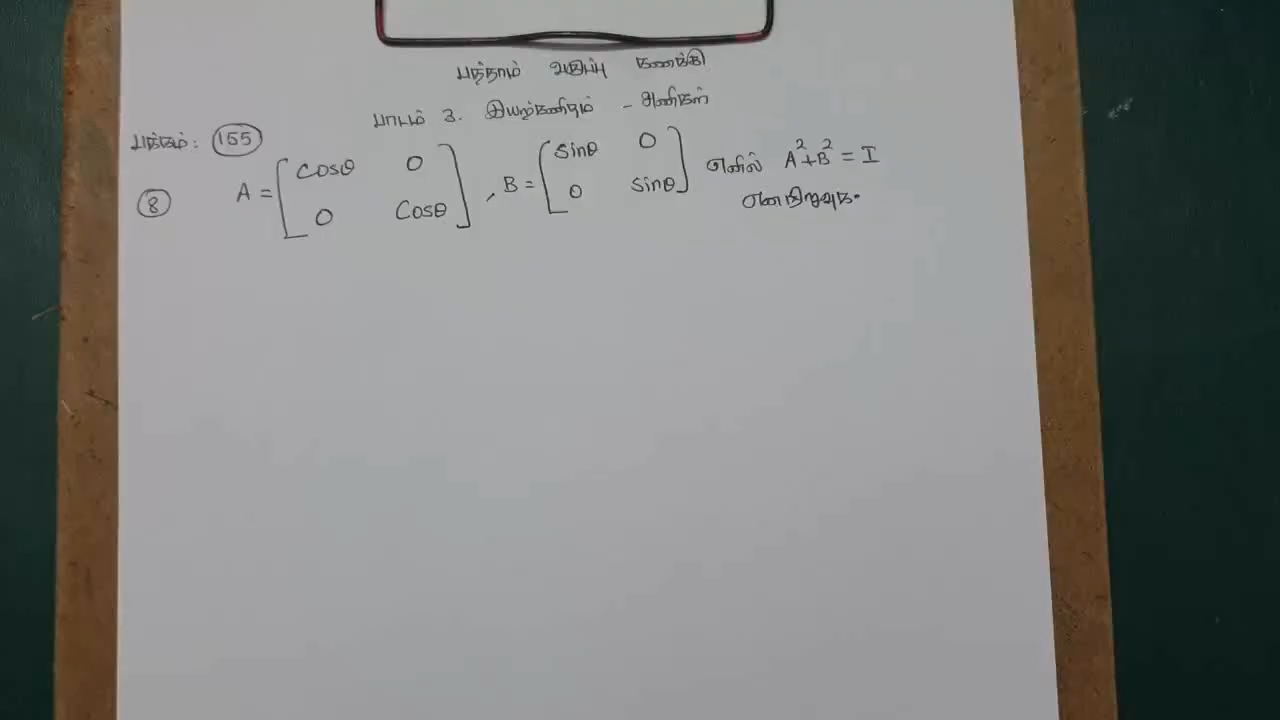 பத்தாம் வகுப்பு கணக்கு
பாடம் 3. இயற்கணிதம் - அணிகள்
பக்கம் : 155
8 A = [cosθ 0 0 cosθ] , B = [sinθ 0 0 sinθ] எனில் A²+B² = I
என நிறுவுக.